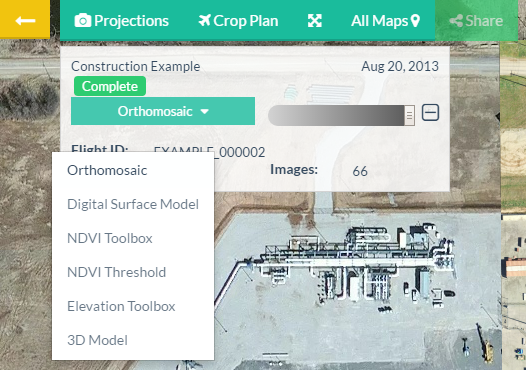 Projections Crop Plan All Maps Share
Construction Example Aug 20, 2013
Complete
Orthomosaic
Flight ID: EXAMPLE_000002
Images: 66
Orthomosaic
Digital Surface Model
NDVI Toolbox
NDVI Threshold
Elevation Toolbox
3D Model